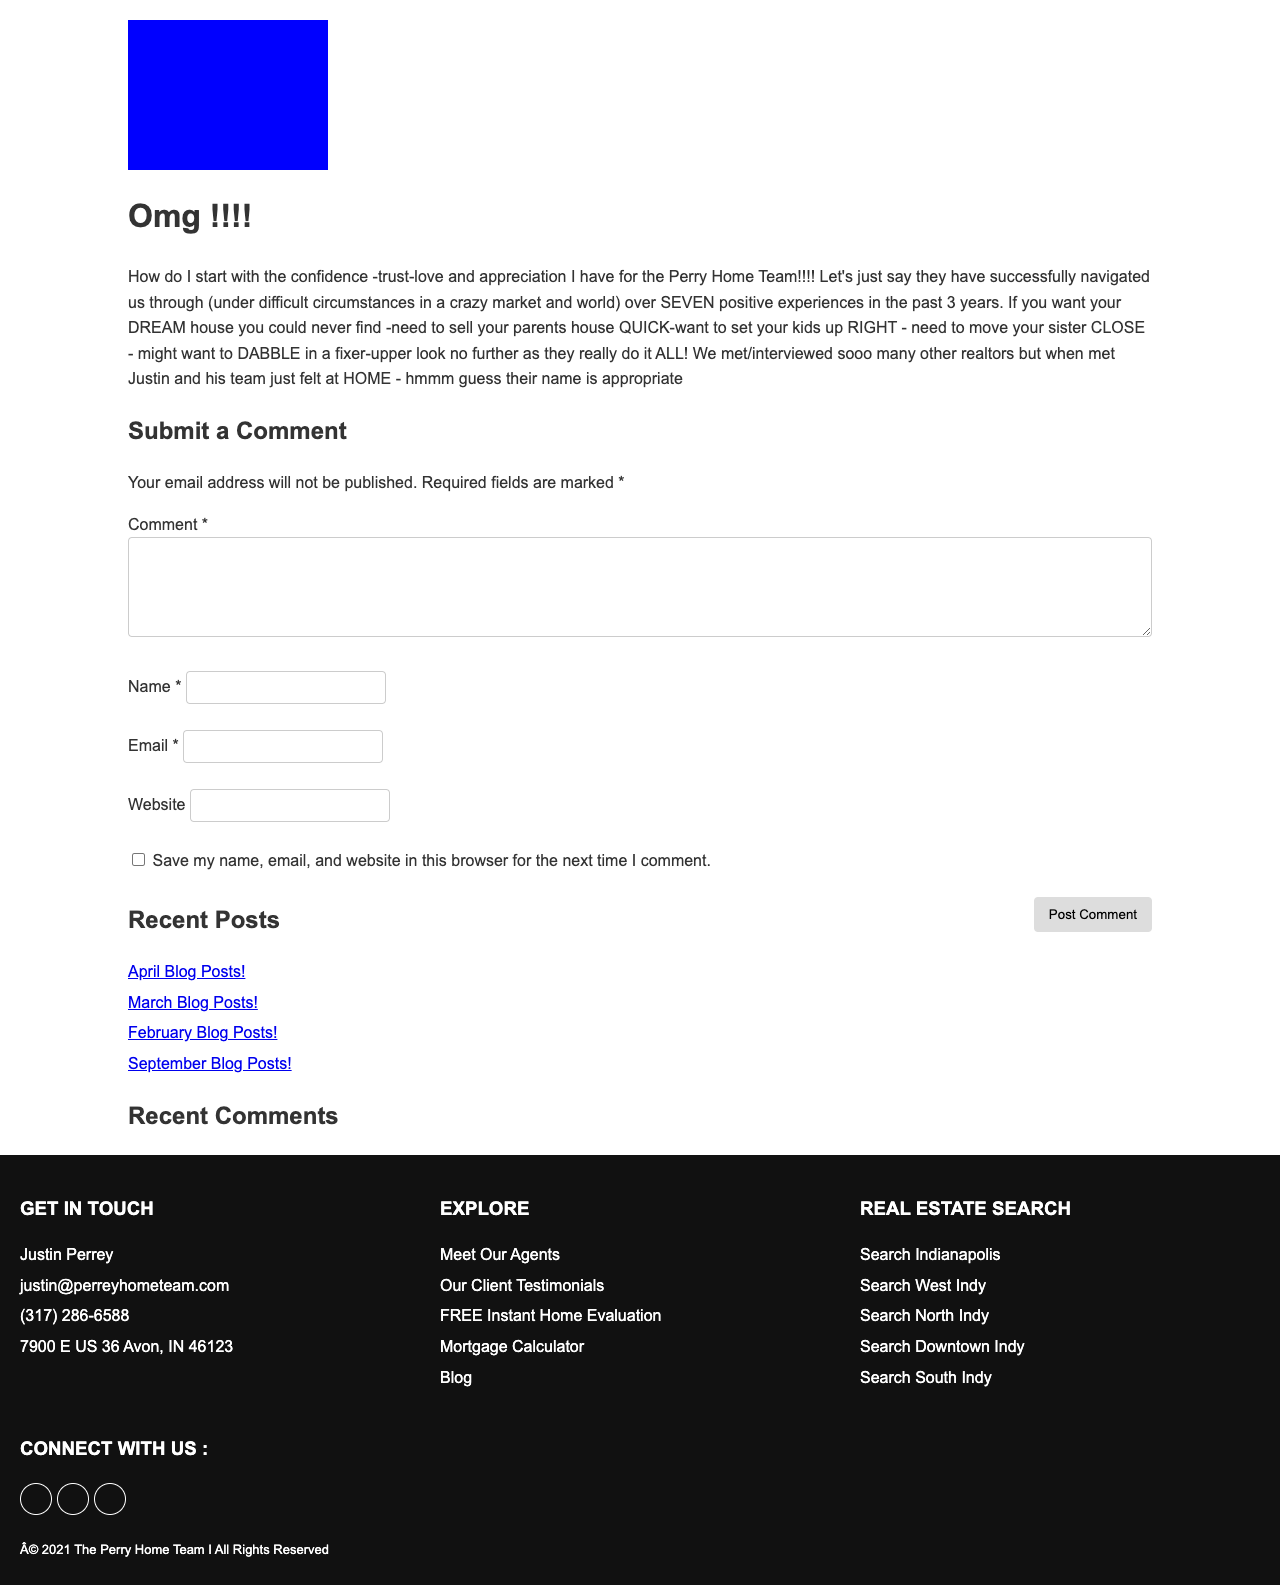 Omg !!!!
How do I start with the confidence -trust-love and appreciation I have for the Perry Home Team!!!! Let's just say they have successfully navigated
us through (under difficult circumstances in a crazy market and world) over SEVEN positive experiences in the past 3 years. If you want your
DREAM house you could never find -need to sell your parents house QUICK-want to set your kids up RIGHT - need to move your sister CLOSE
- might want to DABBLE in a fixer-upper look no further as they really do it ALL! We met/interviewed sooo many other realtors but when met
Justin and his team just felt at HOME - hmmm guess their name is appropriate
Submit a Comment
Your email address will not be published. Required fields are marked *
Comment *
Name *
Email *
Website
Save my name, email, and website in this browser for the next time I comment.
Post Comment
Recent Posts
April Blog Posts!
March Blog Posts!
February Blog Posts!
September Blog Posts!
Recent Comments
GET IN TOUCH
Justin Perrey
justin@perreyhometeam.com
(317) 286-6588
7900 E US 36 Avon, IN 46123
EXPLORE
Meet Our Agents
Our Client Testimonials
FREE Instant Home Evaluation
Mortgage Calculator
Blog
REAL ESTATE SEARCH
Search Indianapolis
Search West Indy
Search North Indy
Search Downtown Indy
Search South Indy
CONNECT WITH US :
Â© 2021 The Perry Home Team I All Rights Reserved